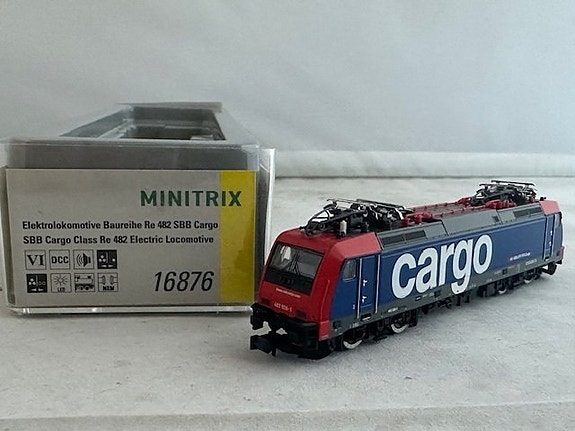 MINITRIX
Elektrolokomotive Baureihe Re 482 SBB Cargo
SBB Cargo Class Re 482 Electric Locomotive
VI DCC
16876
cargo